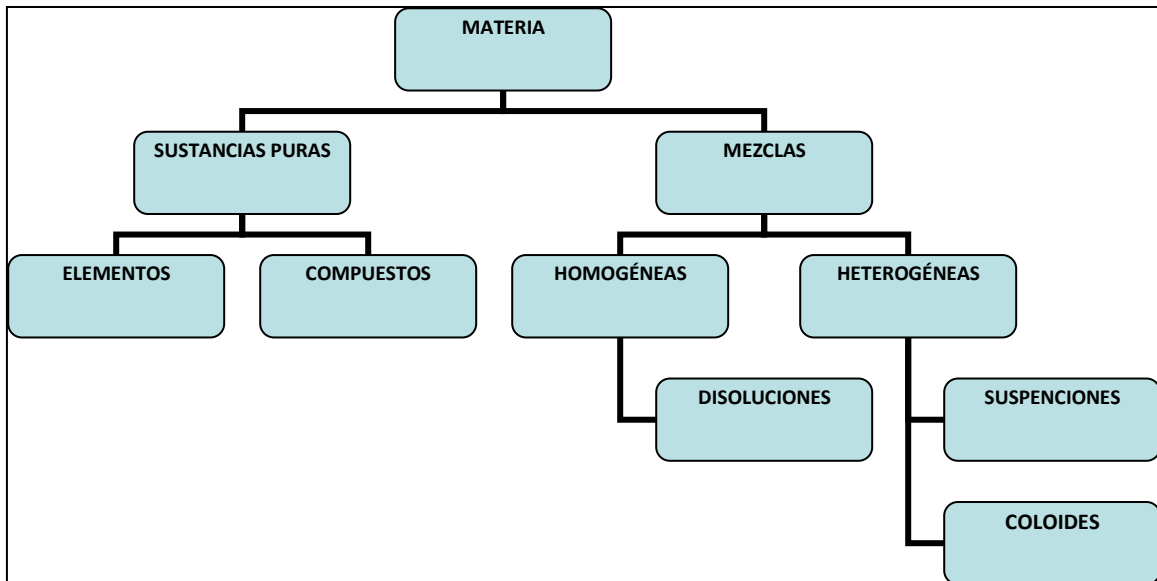 MATERIA
SUSTANCIAS PURAS
MEZCLAS
ELEMENTOS
COMPUESTOS
HOMOGÉNEAS
HETEROGÉNEAS
DISOLUCIONES
SUSPENCIONES
COLOIDES